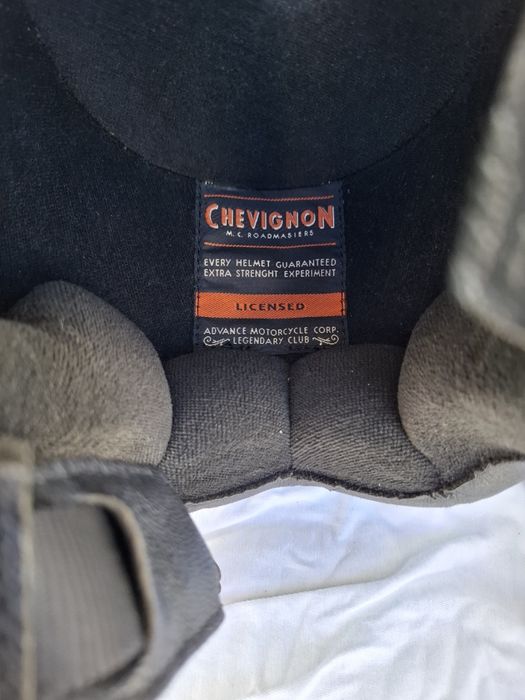 CHEVIGNON
M.C. ROADMASTERS
EVERY HELMET GUARANTEED
EXTRA STRENGHT EXPERIMENT
LICENSED
ADVANCE MOTORCYCLE CORP.
LEGENDARY CLUB